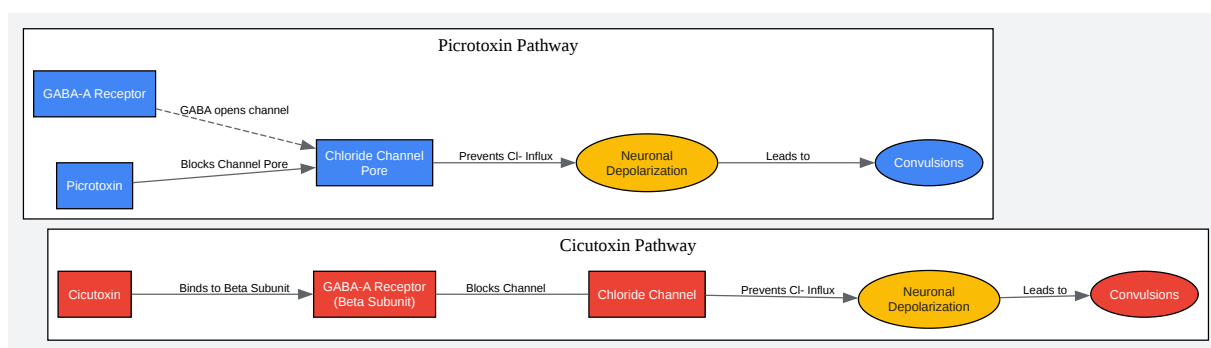 Picrotoxin Pathway
GABA-A Receptor
GABA opens channel
Picrotoxin
Blocks Channel Pore
Chloride Channel
Pore
Prevents Cl- Influx
Neuronal
Depolarization
Leads to
Convulsions
Cicutoxin Pathway
Cicutoxin
Binds to Beta Subunit
GABA-A Receptor
(Beta Subunit)
Blocks Channel
Chloride Channel
Prevents Cl- Influx
Neuronal
Depolarization
Leads to
Convulsions